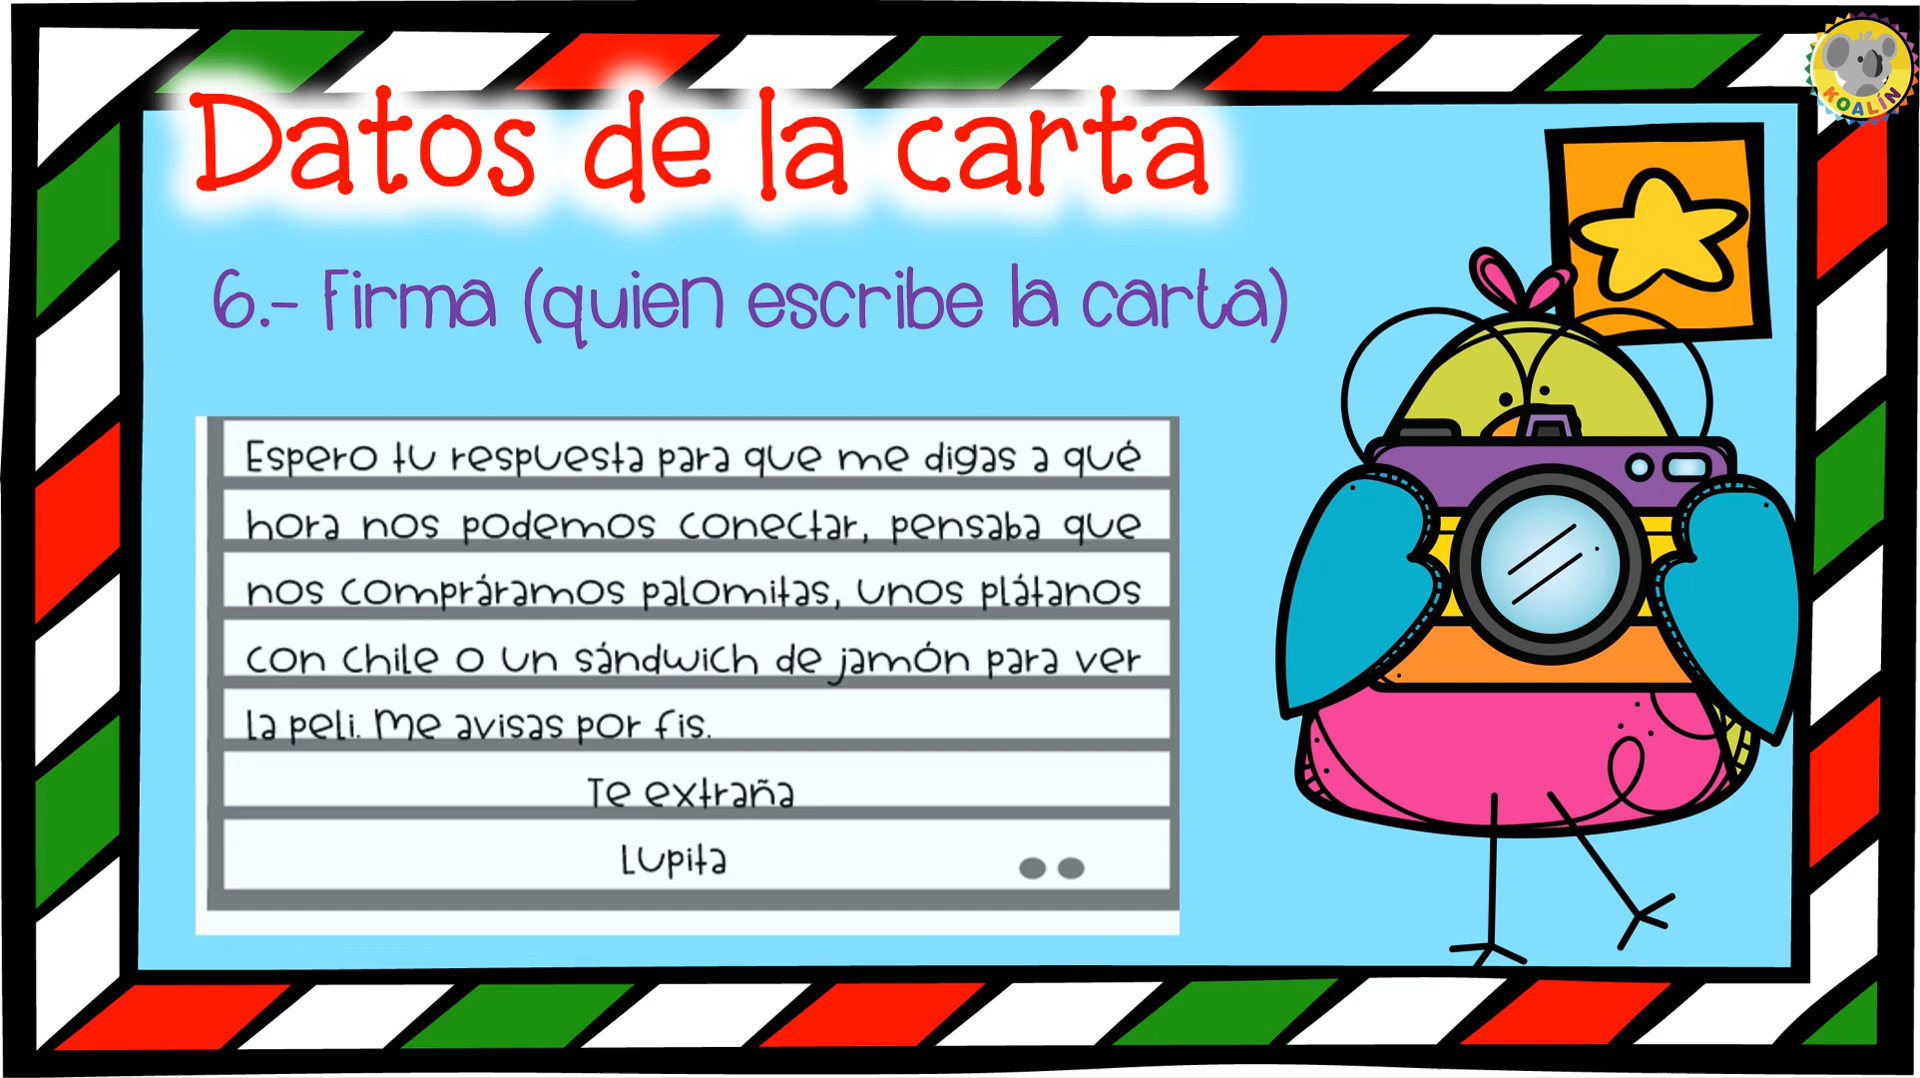 KOALÍN
Datos de la carta
6.- Firma (quien escribe la carta)
Espero tu respuesta para que me digas a qué
hora nos podemos conectar, pensaba que
nos compráramos palomitas, unos plátanos
con chile o un sándwich de jamón para ver
la peli. Me avisas por fis.
Te extraña
Lupita